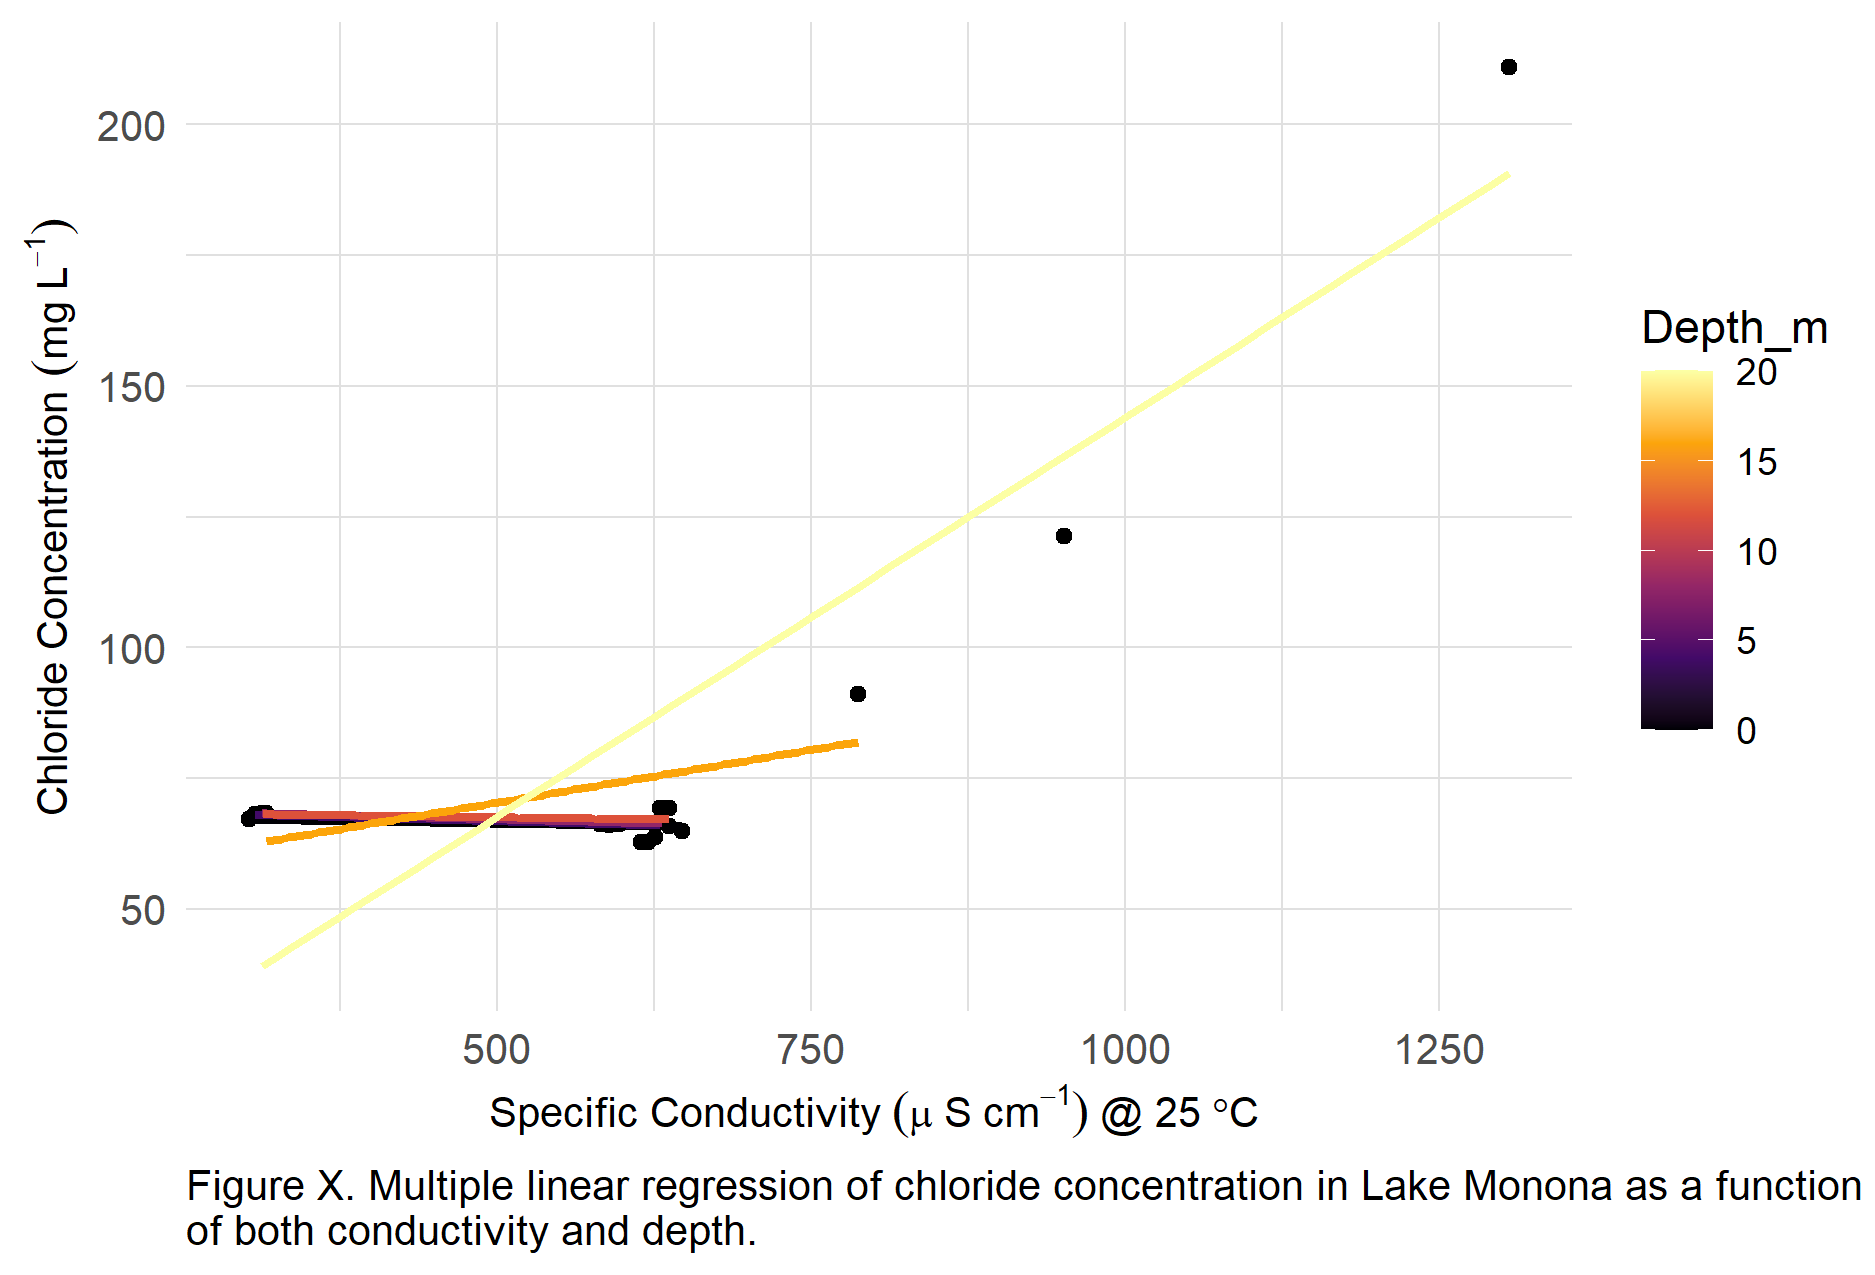 200
150
100
50
Chloride Concentration (mg L⁻¹)
500 750 1000 1250
Specific Conductivity (μ S cm⁻¹) @ 25 °C
Depth_m
20
15
10
5
0
Figure X. Multiple linear regression of chloride concentration in Lake Monona as a function
of both conductivity and depth.